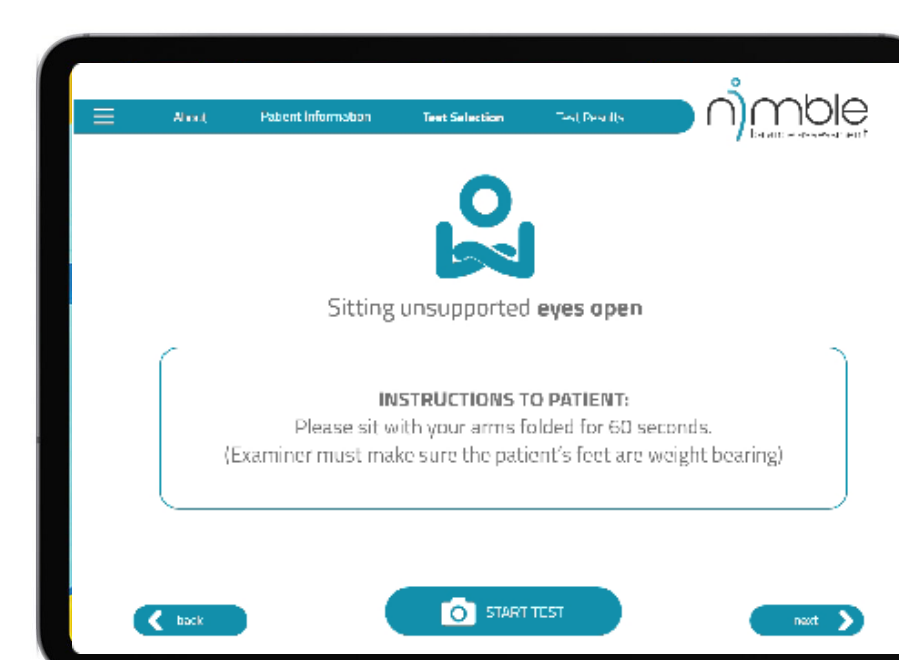 About
Patient Information
Test Selection
Test Results
nimble
balance assessment
Sitting unsupported eyes open
INSTRUCTIONS TO PATIENT:
Please sit with your arms folded for 60 seconds.
(Examiner must make sure the patient's feet are weight bearing)
back
START TEST
next